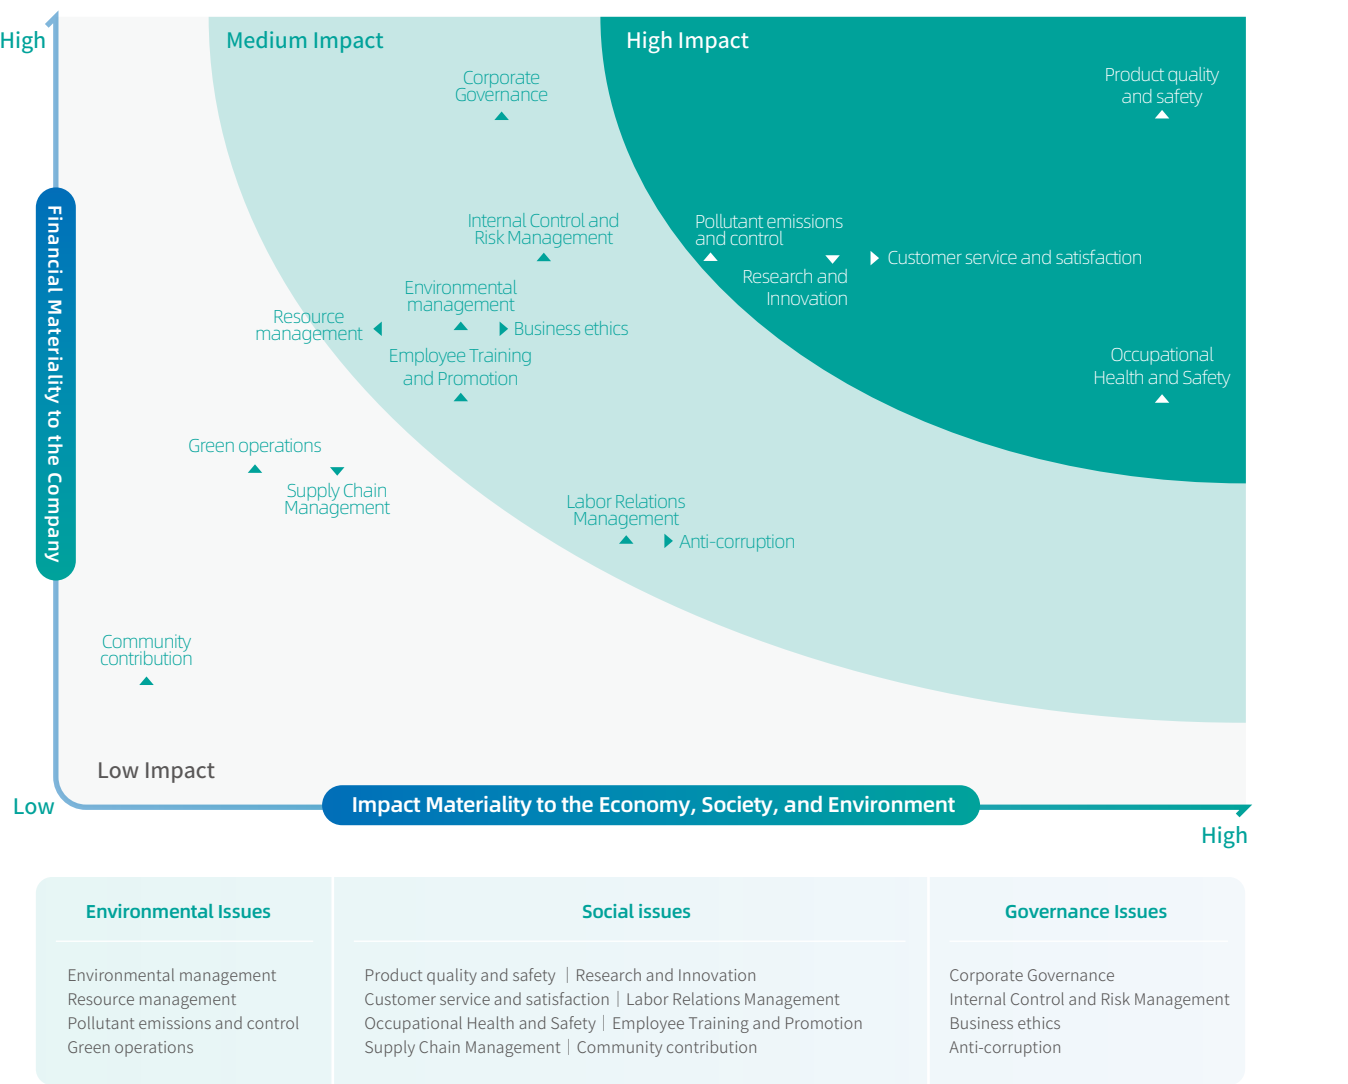 High
Medium Impact
High Impact
Corporate
Governance
Product quality
and safety
Internal Control and
Risk Management
Pollutant emissions
and control
Customer service and satisfaction
Research and
Innovation
Environmental
management
Resource
management
Business ethics
Employee Training
and Promotion
Occupational
Health and Safety
Financial Materiality to the Company
Green operations
Supply Chain
Management
Labor Relations
Management
Anti-corruption
Community
contribution
Low Impact
Low
Impact Materiality to the Economy, Society, and Environment
High
Environmental Issues
Environmental management
Resource management
Pollutant emissions and control
Green operations
Social issues
Product quality and safety | Research and Innovation
Customer service and satisfaction | Labor Relations Management
Occupational Health and Safety | Employee Training and Promotion
Supply Chain Management | Community contribution
Governance Issues
Corporate Governance
Internal Control and Risk Management
Business ethics
Anti-corruption